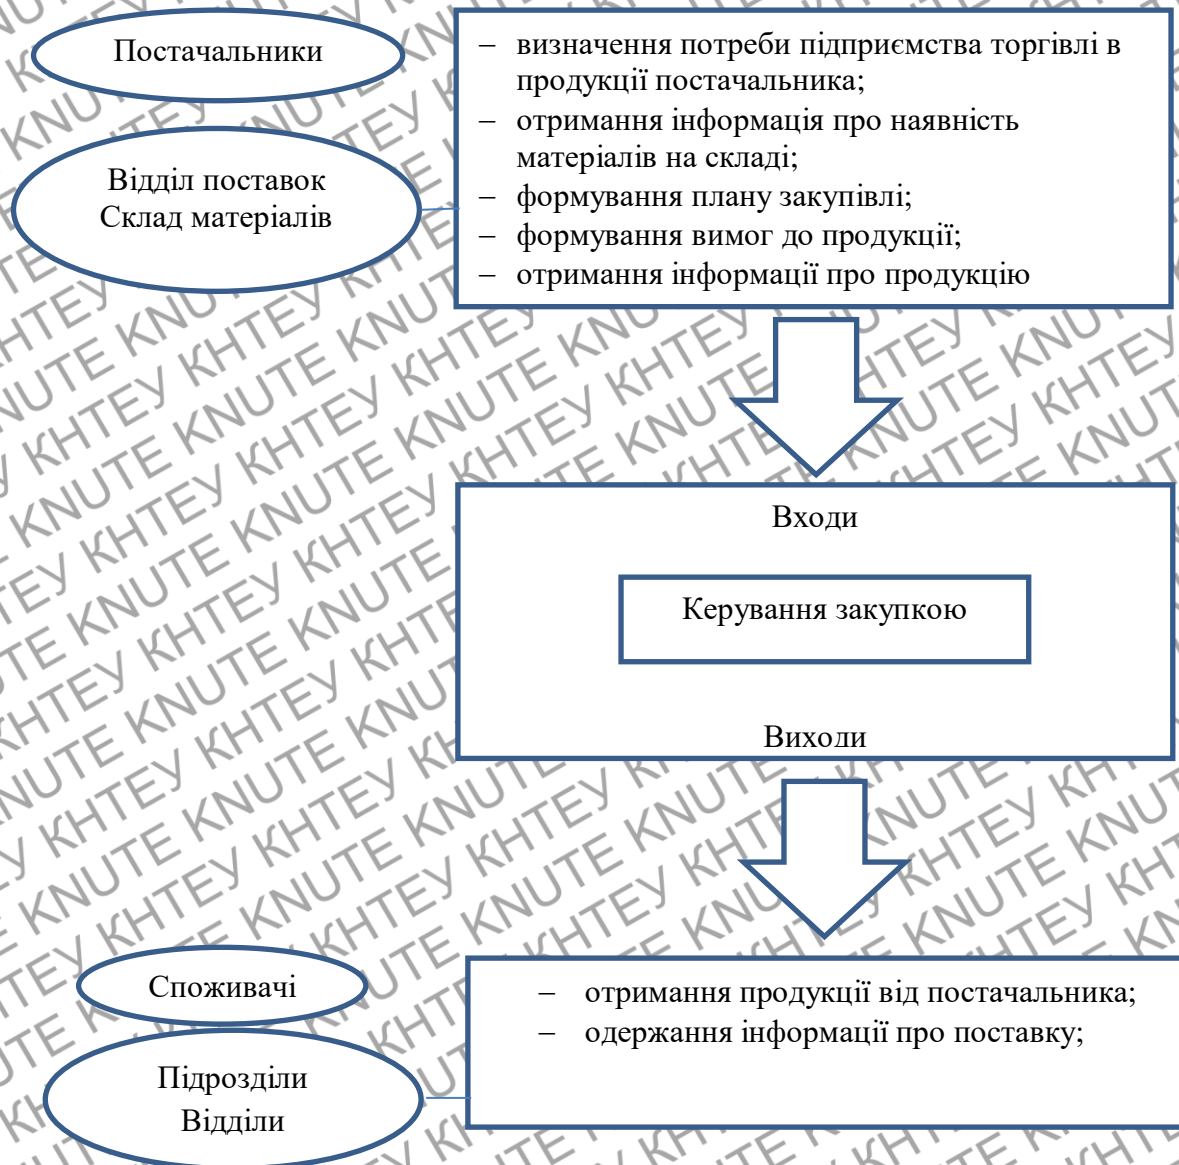 Постачальники
– визначення потреби підприємства торгівлі в
продукції постачальника;
– отримання інформація про наявність
матеріалів на складі;
– формування плану закупівлі;
– формування вимог до продукції;
– отримання інформації про продукцію
Відділ поставок
Склад матеріалів
Входи
Керування закупкою
Виходи
Споживачі
– отримання продукції від постачальника;
– одержання інформації про поставку;
Підрозділи
Відділи
KNUTE КНТЕУ